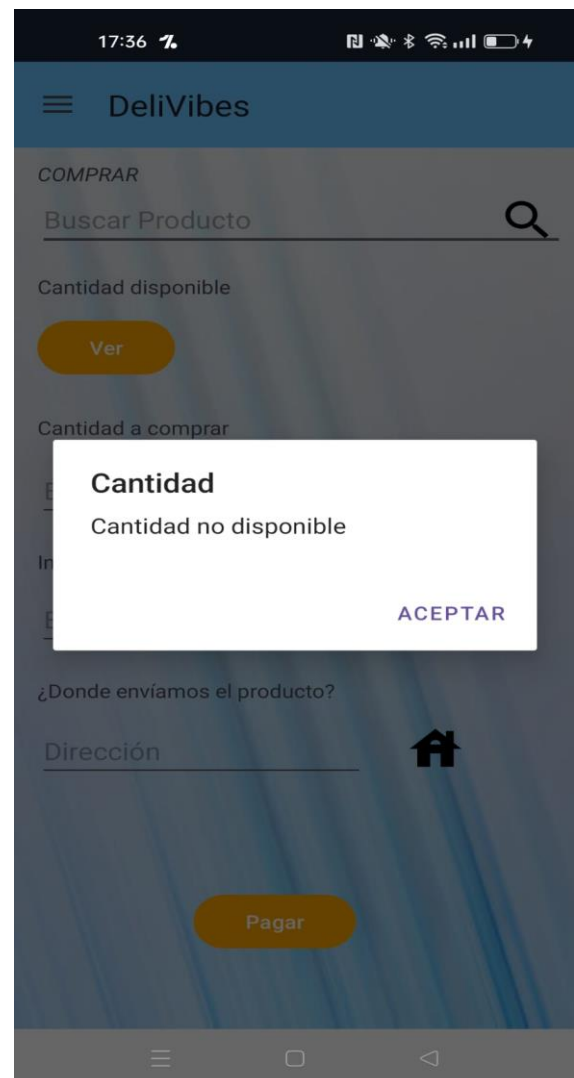 17:36
DeliVibes
COMPRAR
Buscar Producto
Cantidad disponible
Ver
Cantidad a comprar
Cantidad
Cantidad no disponible
ACEPTAR
¿Donde envíamos el producto?
Dirección
Pagar